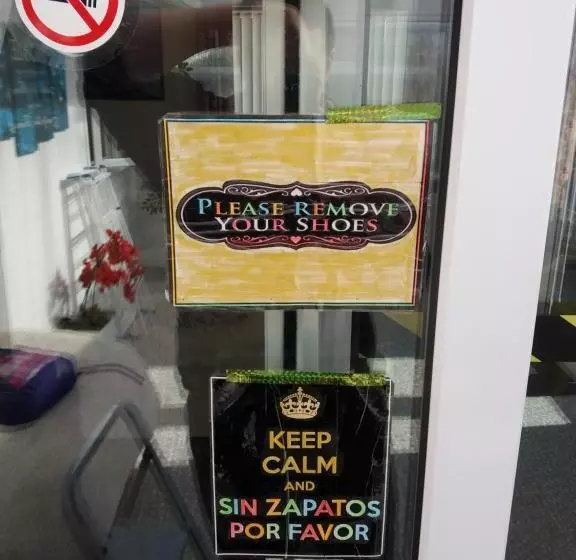 PLEASE REMOVE
YOUR SHOES
KEEP
CALM
AND
SIN ZAPATOS
POR FAVOR